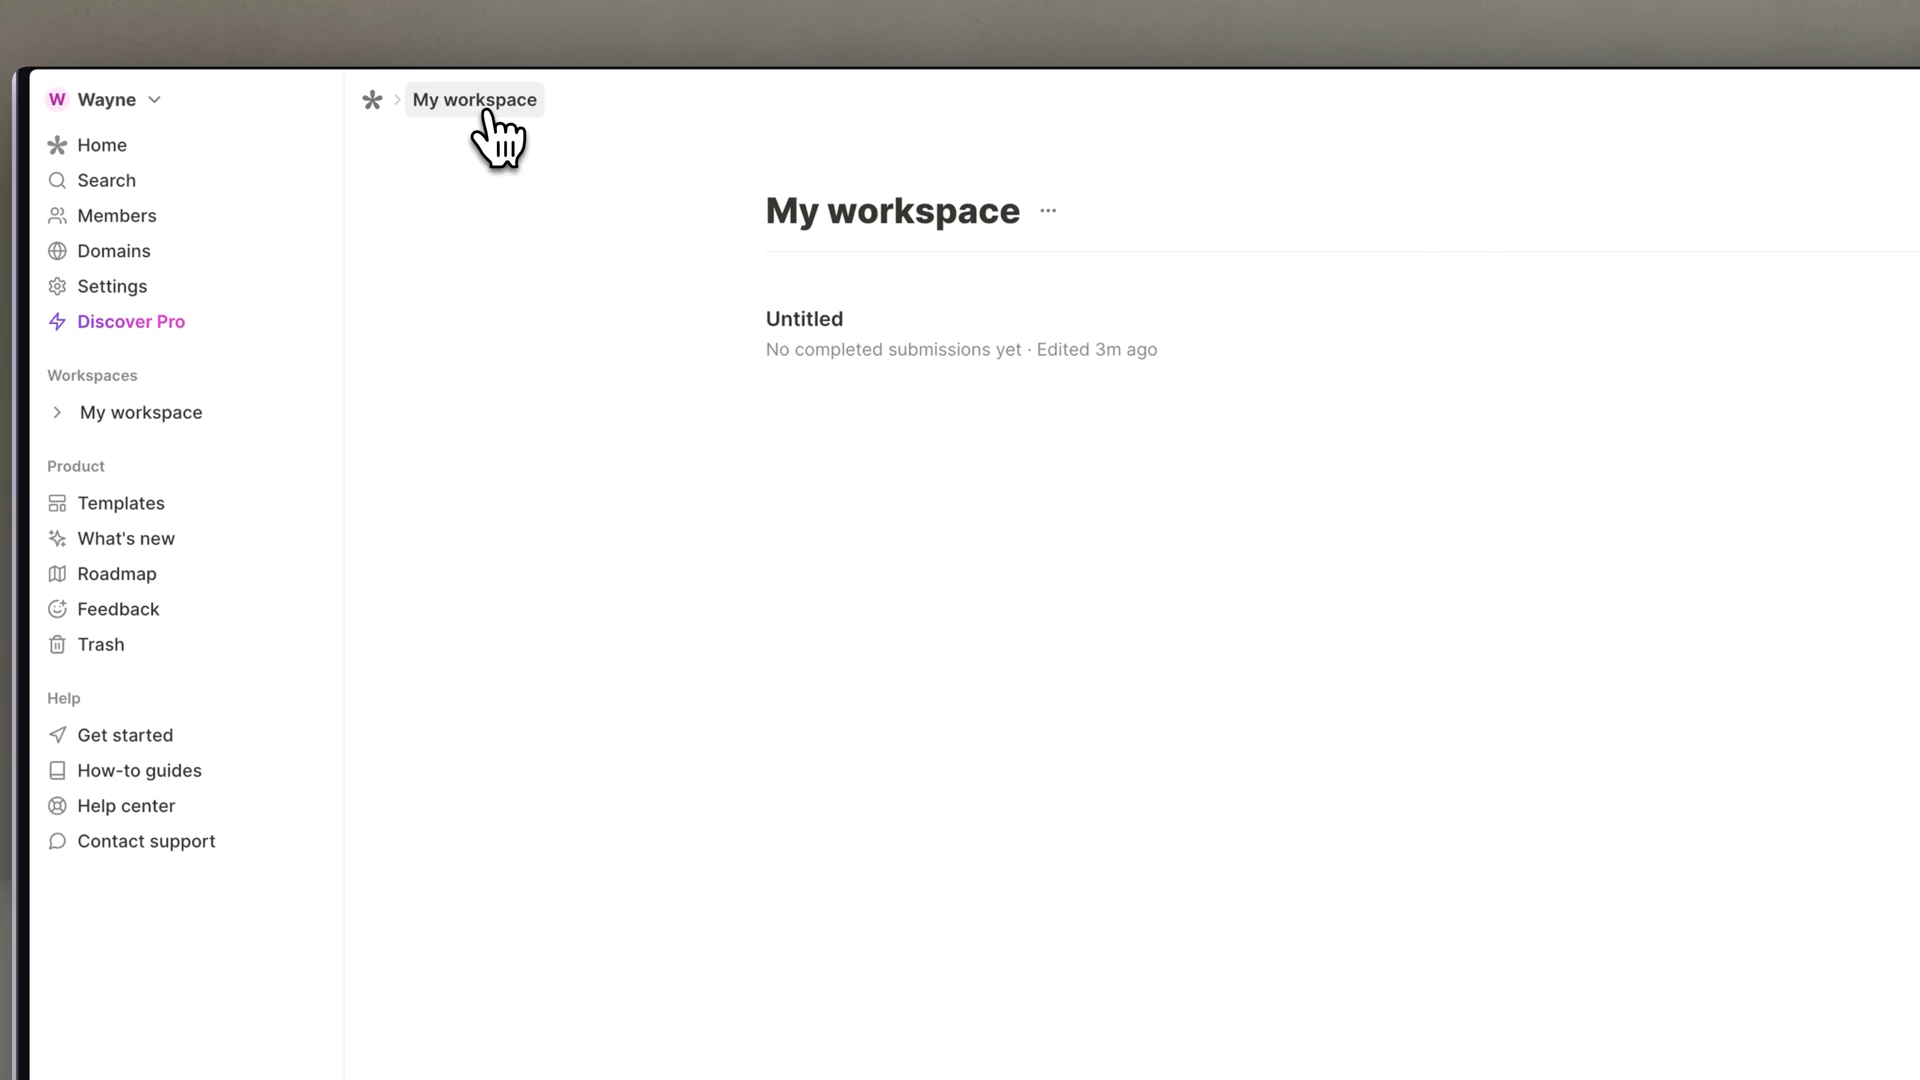 W Wayne
Home
Search
Members
Domains
Settings
Discover Pro
Workspaces
My workspace
Product
Templates
What's new
Roadmap
Feedback
Trash
Help
Get started
How-to guides
Help center
Contact support
My workspace
My workspace ...
Untitled
No completed submissions yet · Edited 3m ago